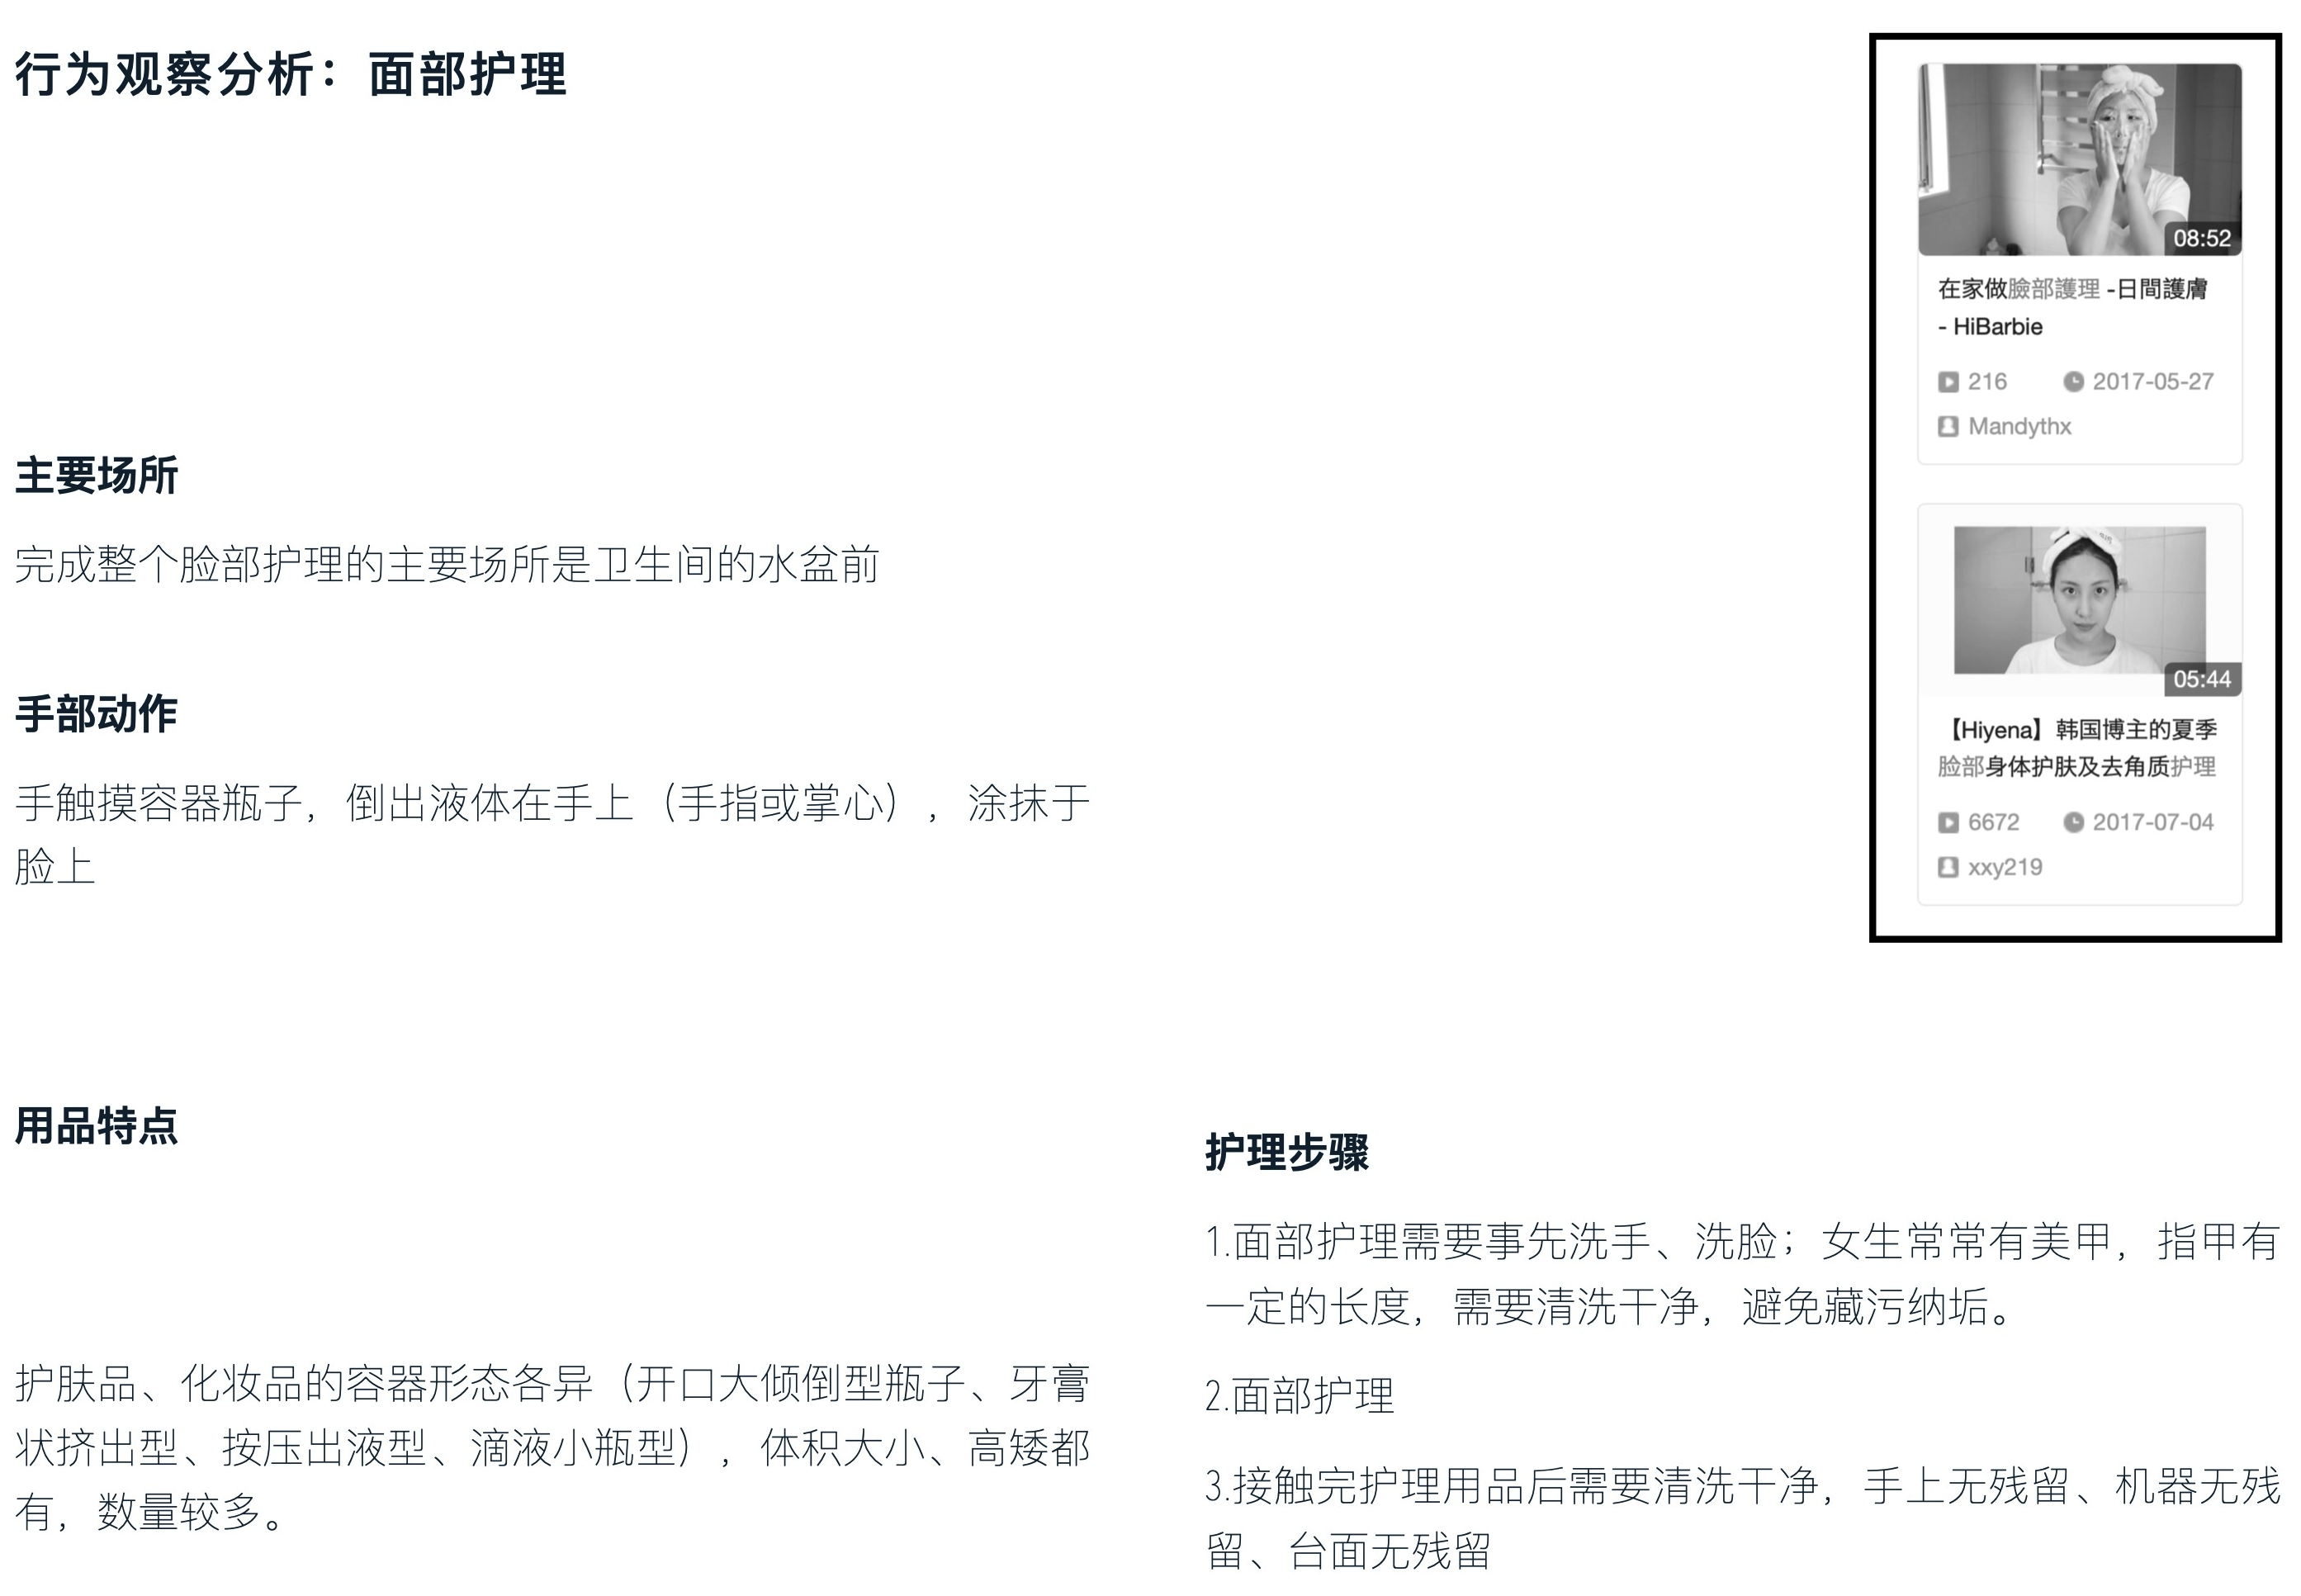 行为观察分析：面部护理
主要场所
完成整个脸部护理的主要场所是卫生间的水盆前
手部动作
手触摸容器瓶子，倒出液体在手上（手指或掌心），涂抹于
脸上
08:52
在家做臉部護理 -日間護膚
- HiBarbie
216 2017-05-27
Mandythx
05:44
【Hiyena】韩国博主的夏季
脸部身体护肤及去角质护理
6672 2017-07-04
xxy219
用品特点
护肤品、化妆品的容器形态各异（开口大倾倒型瓶子、牙膏
状挤出型、按压出液型、滴液小瓶型），体积大小、高矮都
有，数量较多。
护理步骤
1.面部护理需要事先洗手、洗脸；女生常常有美甲，指甲有
一定的长度，需要清洗干净，避免藏污纳垢。
2.面部护理
3.接触完护理用品后需要清洗干净，手上无残留、机器无残
留、台面无残留